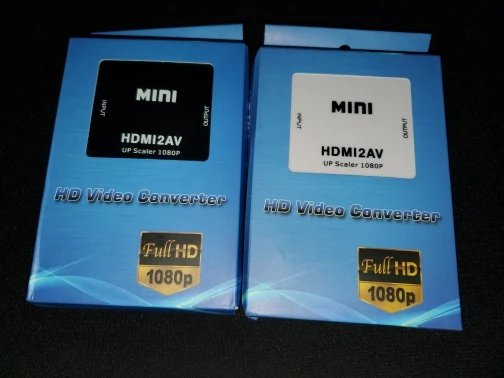 MINI
INPUT
OUTPUT
HDMI2AV
UP Scaler 1080P
HD Video Converter
Full HD
1080p
MINI
INPUT
OUTPUT
HDMI2AV
UP Scaler 1080P
HD Video Converter
Full HD
1080p